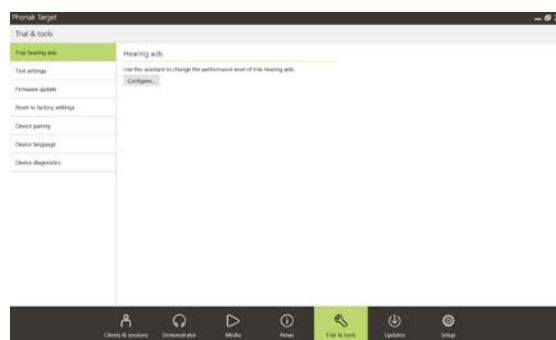 Phonak Target
Trial & tools
Trial hearing aids
Hearing aids
Use this assistant to change the performance level of trial hearing aids.
Configure...
Test settings
Firmware update
Reset to factory settings
Device pairing
Device language
Device diagnostics
Clients & sessions
Demonstrator
Media
News
Trial & tools
Updater
Setup